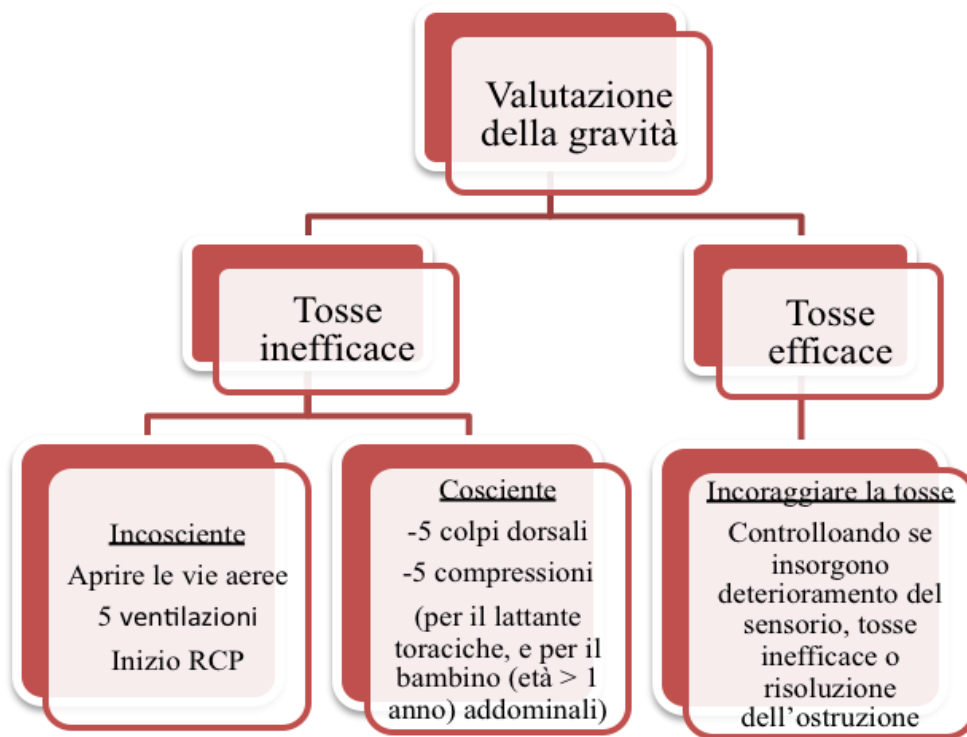 Valutazione
della gravità
Tosse
inefficace
Tosse
efficace
Incosciente
Aprire le vie aeree
5 ventilazioni
Inizio RCP
Cosciente
-5 colpi dorsali
-5 compressioni
(per il lattante
toraciche, e per il
bambino (età > 1
anno) addominali)
Incoraggiare la tosse
Controlloando se
insorgono
deterioramento del
sensorio, tosse
inefficace o
risoluzione
dell’ostruzione